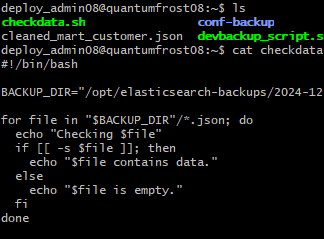 deploy_admin08@quantumfrost08:~$ ls
checkdata.sh conf-backup
cleaned_mart_customer.json devbackup_script.s
deploy_admin08@quantumfrost08:~$ cat checkdata
#!/bin/bash
BACKUP_DIR="/opt/elasticsearch-backups/2024-12
for file in "$BACKUP_DIR"/*.json; do
echo "Checking $file"
if [[ -s $file ]]; then
echo "$file contains data."
else
echo "$file is empty."
fi
done